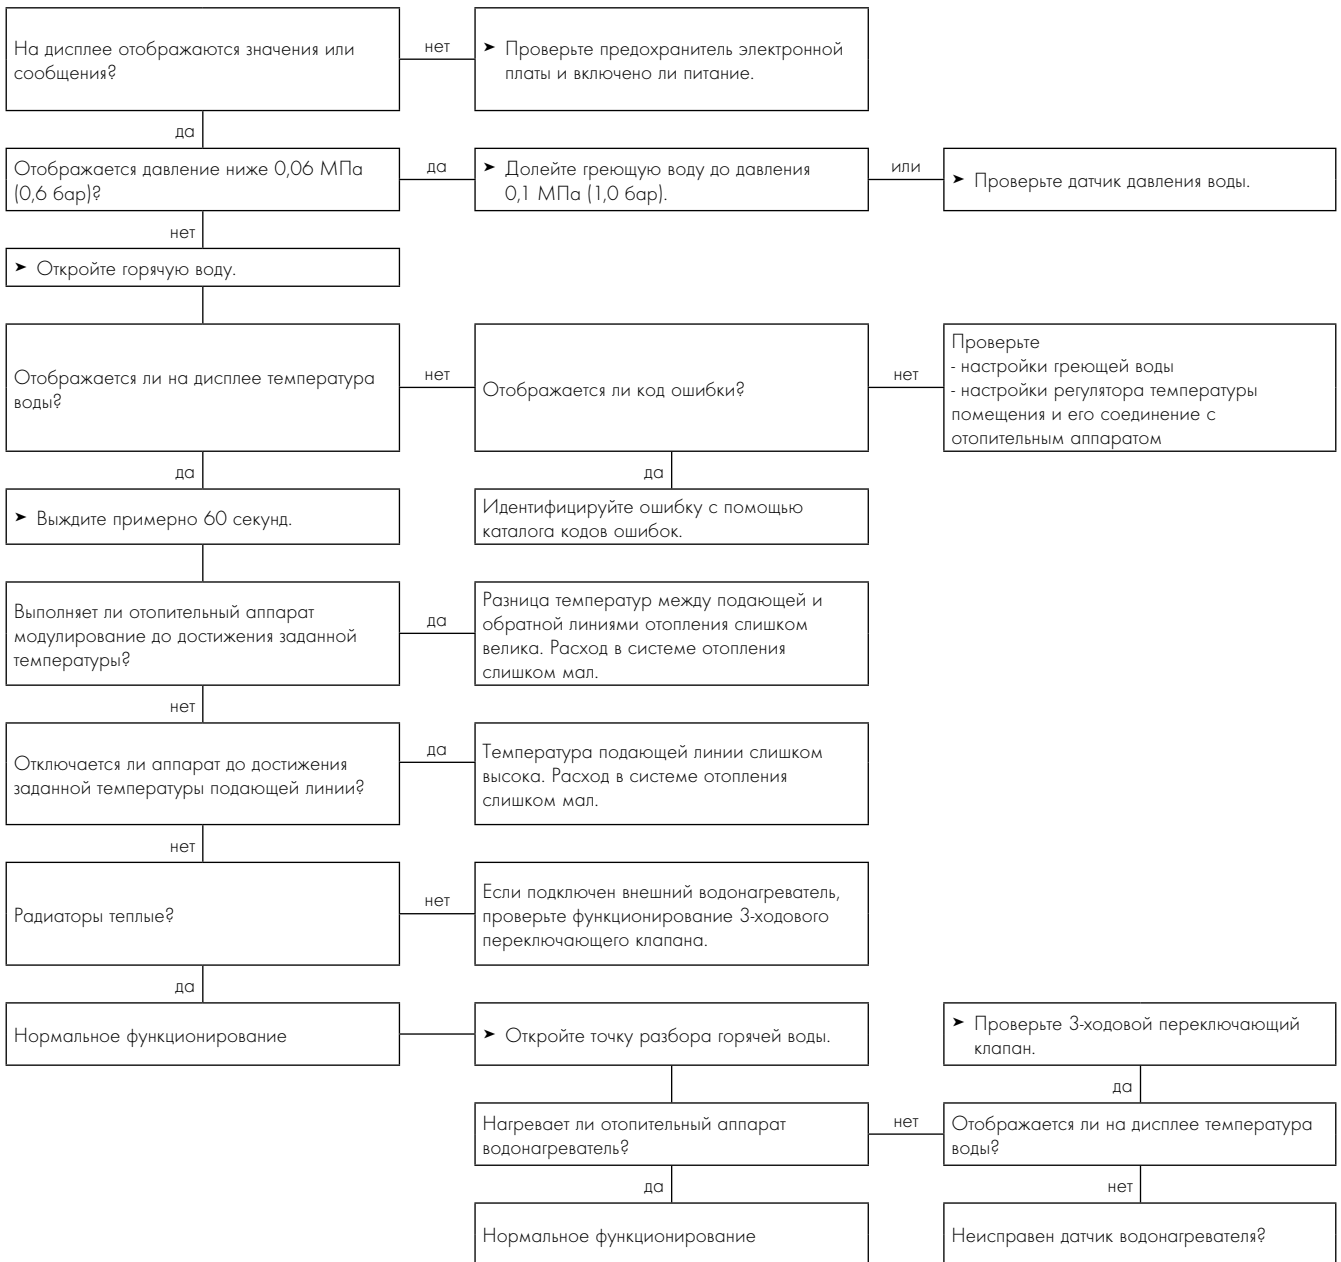 На дисплее отображаются значения или
сообщения?
нет
➤ Проверьте предохранитель электронной
платы и включено ли питание.
да
Отображается давление ниже 0,06 МПа
(0,6 бар)?
да
➤ Долейте греющую воду до давления
0,1 МПа (1,0 бар).
или
➤ Проверьте датчик давления воды.
нет
➤ Откройте горячую воду.
Отображается ли на дисплее температура
воды?
нет
Отображается ли код ошибки?
нет
Проверьте
- настройки греющей воды
- настройки регулятора температуры
помещения и его соединение с
отопительным аппаратом
да
да
➤ Выждите примерно 60 секунд.
Идентифицируйте ошибку с помощью
каталога кодов ошибок.
Выполняет ли отопительный аппарат
модулирование до достижения заданной
температуры?
да
Разница температур между подающей и
обратной линиями отопления слишком
велика. Расход в системе отопления
слишком мал.
нет
Отключается ли аппарат до достижения
заданной температуры подающей линии?
да
Температура подающей линии слишком
высока. Расход в системе отопления
слишком мал.
нет
Радиаторы теплые?
нет
Если подключен внешний водонагреватель,
проверьте функционирование 3-ходового
переключающего клапана.
да
Нормальное функционирование
➤ Откройте точку разбора горячей воды.
➤ Проверьте 3-ходовой переключающий
клапан.
да
Нагревает ли отопительный аппарат
водонагреватель?
нет
Отображается ли на дисплее температура
воды?
да
нет
Нормальное функционирование
Неисправен датчик водонагревателя?